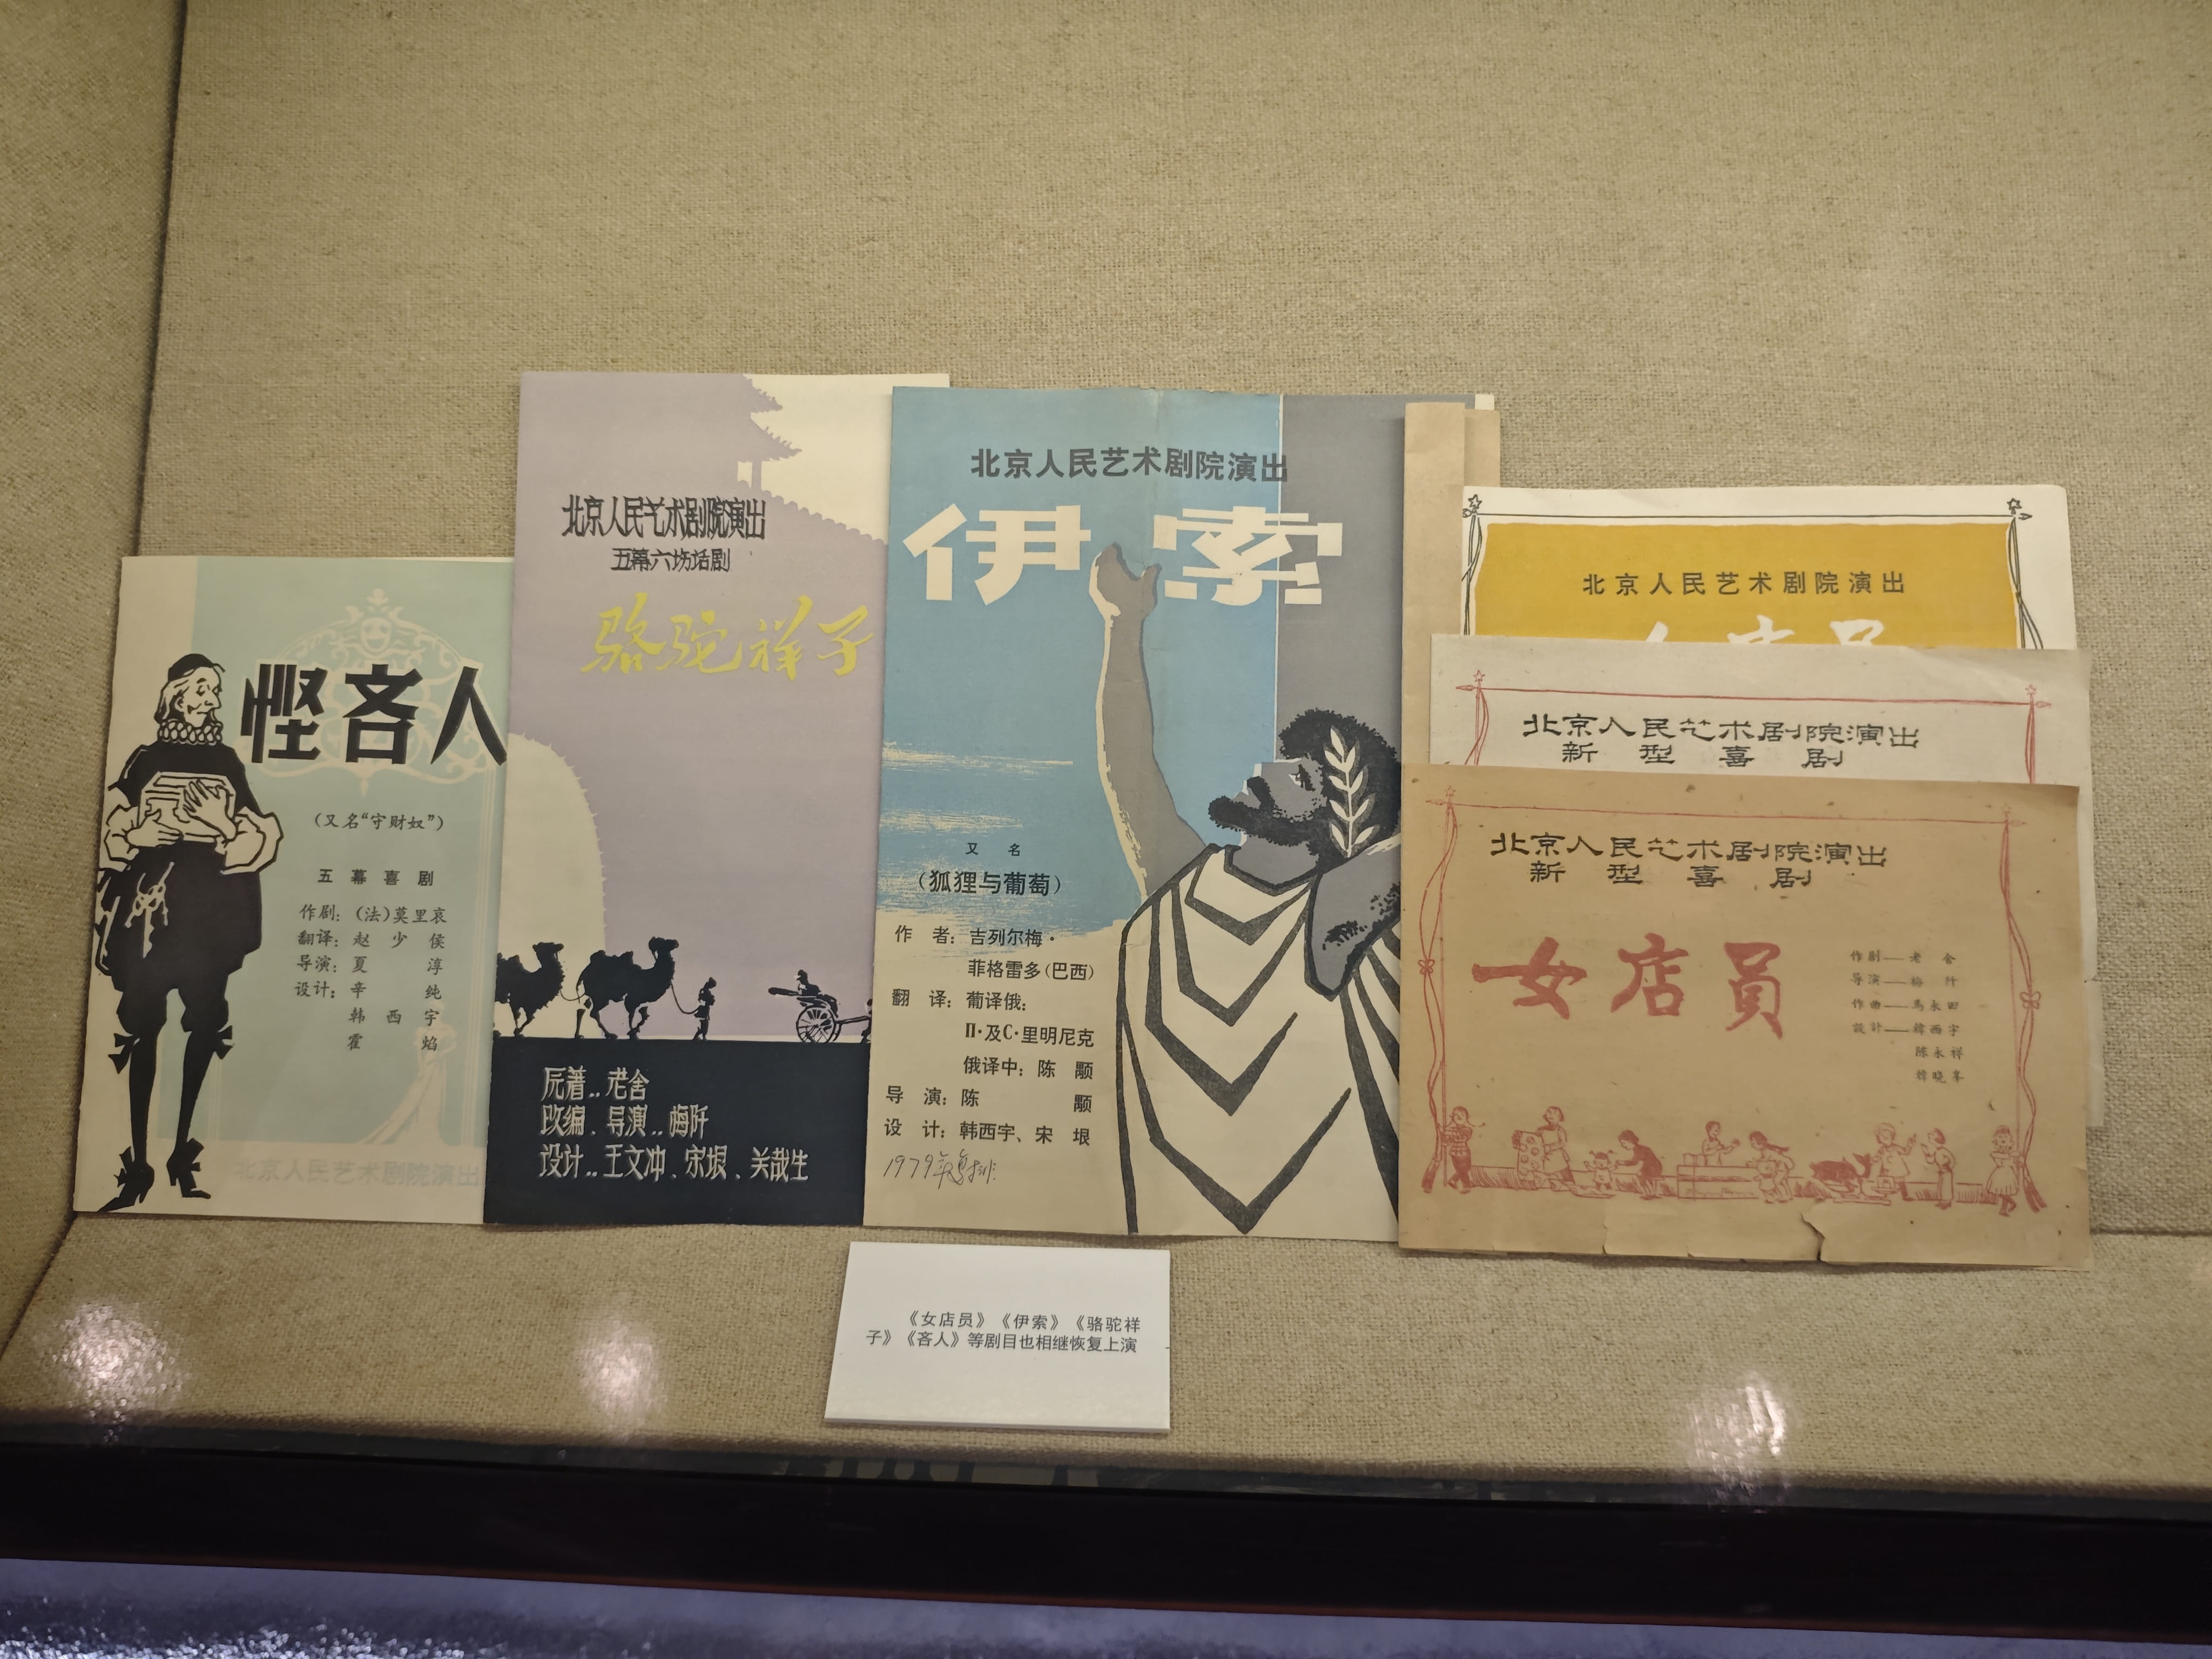 悭吝人
(又名“守财奴”)
五幕喜剧
作剧:(法)莫里哀
翻译:赵少侯
导演:夏淳
设计:辛纯
韩西宇
霍焰
北京人民艺术剧院演出
北京人民艺术剧院演出
五幕六场话剧
骆驼祥子
原著..老舍
改编、导演..梅阡
设计..王文冲、宋垠、关哉生
北京人民艺术剧院演出
伊索
又名
(狐狸与葡萄)
作者:吉列尔梅·
菲格雷多(巴西)
翻译:葡译俄:
П·及С·里明尼克
俄译中:陈颙
导演:陈颙
设计:韩西宇、宋垠
1979年复排
北京人民艺术剧院演出
女店员
北京人民艺术剧院演出
新型喜剧
北京人民艺术剧院演出
新型喜剧
女店員
作剧——老舍
导演——梅阡
作曲——馬永田
設計——韓西宇
陈永祥
韓晓峯
《女店员》《伊索》《骆驼祥
子》《吝人》等剧目也相继恢复上演